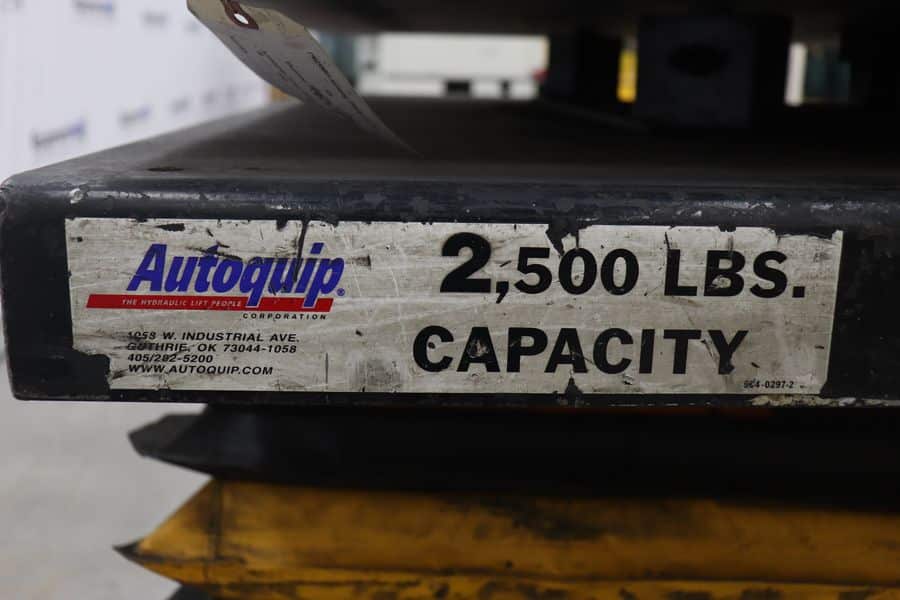 Autoquip®
THE HYDRAULIC LIFT PEOPLE
CORPORATION
1058 W. INDUSTRIAL AVE.
GUTHRIE, OK 73044-1058
405/282-5200
WWW.AUTOQUIP.COM
2,500 LBS.
CAPACITY
964-0297-2